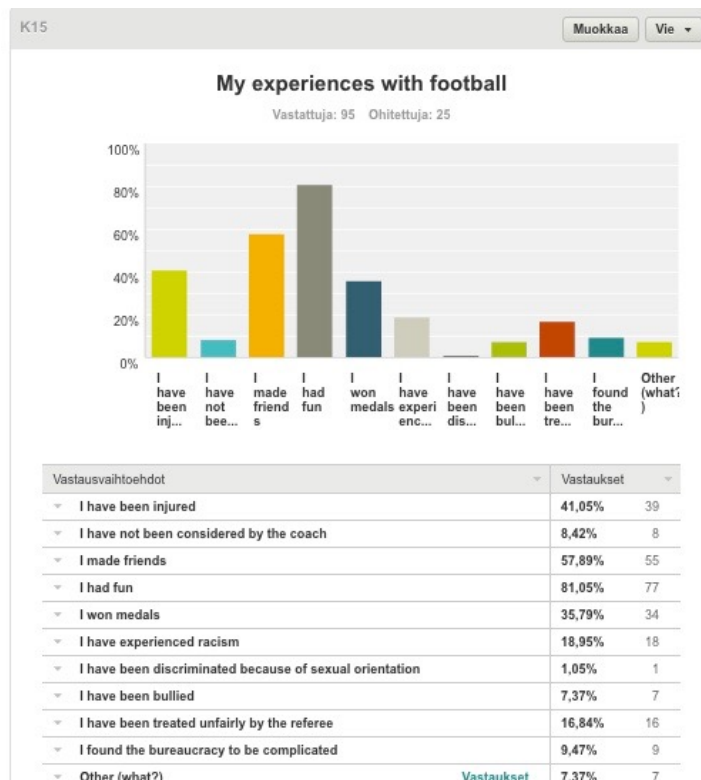 K15
Muokkaa Vie
My experiences with football
Vastattuja: 95 Ohitettuja: 25
100%
80%
60%
40%
20%
0%
I have been inj...
I have not bee...
I made friend s
I had fun
I won medals
I have experi enc...
I have been dis...
I have been bul...
I have been tre...
I found the bur...
Other (what? )
Vastausvaihtoehdot Vastaukset
I have been injured 41,05% 39
I have not been considered by the coach 8,42% 8
I made friends 57,89% 55
I had fun 81,05% 77
I won medals 35,79% 34
I have experienced racism 18,95% 18
I have been discriminated because of sexual orientation 1,05% 1
I have been bullied 7,37% 7
I have been treated unfairly by the referee 16,84% 16
I found the bureaucracy to be complicated 9,47% 9
Other (what?) Vastaukset 7,37% 7